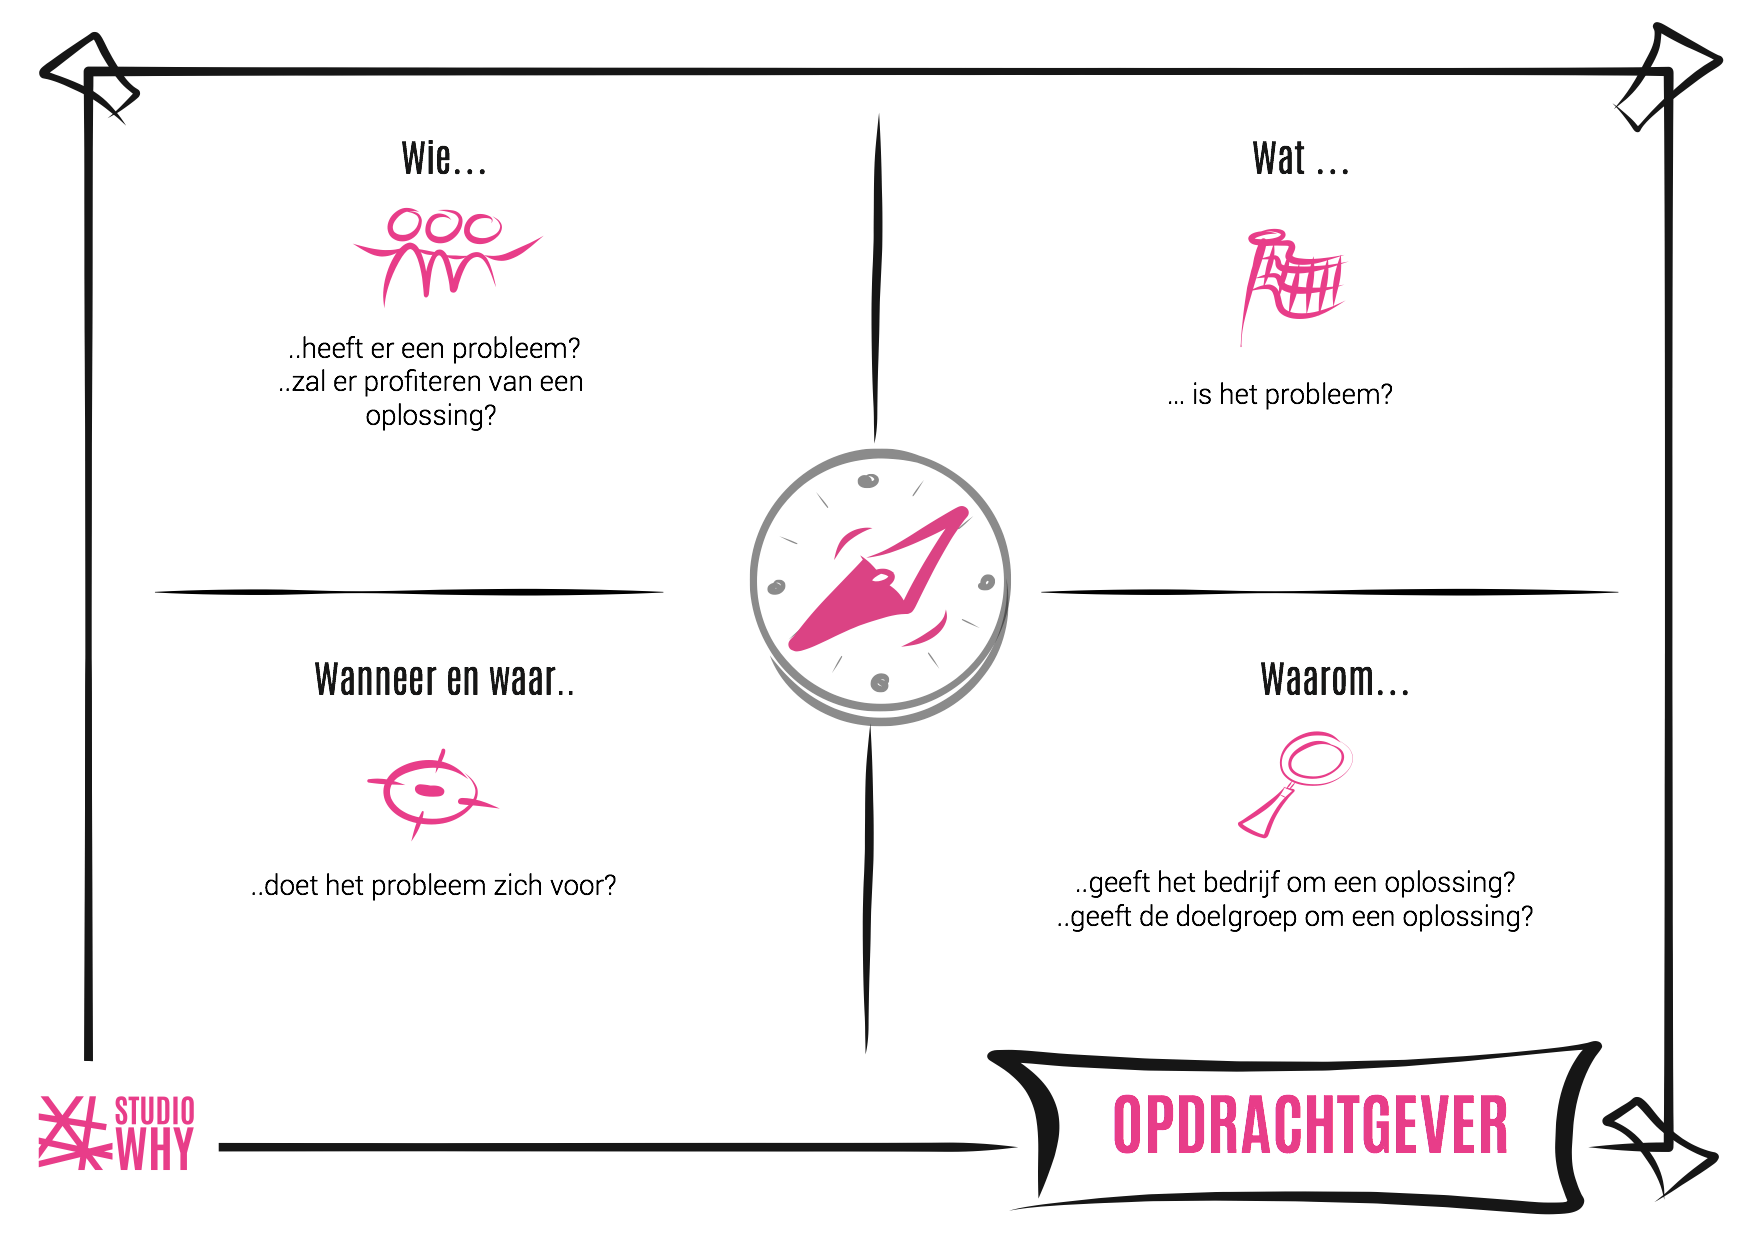 Wie...
..heeft er een probleem?
..zal er profiteren van een
oplossing?
Wat ...
... is het probleem?
Wanneer en waar..
..doet het probleem zich voor?
Waarom...
..geeft het bedrijf om een oplossing?
..geeft de doelgroep om een oplossing?
STUDIO
WHY
OPDRACHTGEVER